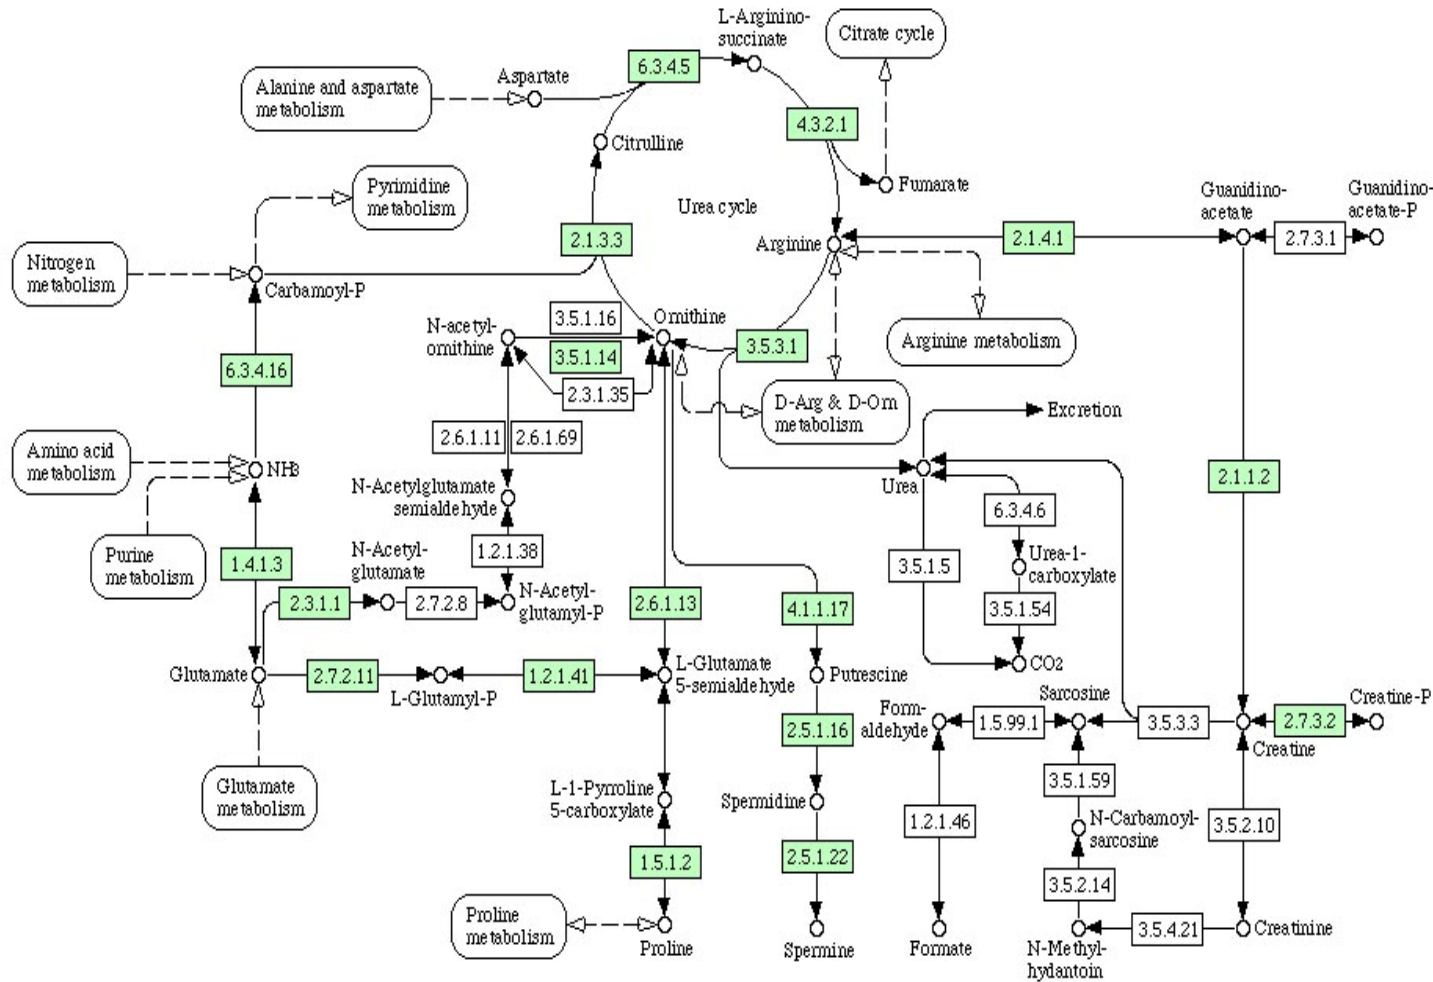 L-Arginino-
succinate
Citrate cycle
6.3.4.5
Alanine and aspartate
metabolism
Aspartate
4.3.2.1
Citrulline
Fumarate
Pyrimidine
metabolism
Urea cycle
Guanidino-
acetate
Guanidino-
acetate-P
2.1.3.3
Arginine
2.1.4.1
2.7.3.1
Nitrogen
metabolism
Carbamoyl-P
N-acetyl-
ornithine
3.5.1.16
3.5.1.14
2.3.1.35
Ornithine
3.5.3.1
Arginine metabolism
6.3.4.16
D-Arg & D-Orn
metabolism
Excretion
2.6.1.11
2.6.1.69
Amino acid
metabolism
NH3
Urea
2.1.1.2
N-Acetylglutamate
semialdehyde
6.3.4.6
Purine
metabolism
1.4.1.3
N-Acetyl-
glutamate
1.2.1.38
3.5.1.5
Urea-1-
carboxylate
2.3.1.1
2.7.2.8
N-Acetyl-
glutamyl-P
2.6.1.13
4.1.1.17
3.5.1.54
Glutamate
2.7.2.11
L-Glutamyl-P
1.2.1.41
L-Glutamate
5-semialdehyde
Putrescine
CO2
Form-
aldehyde
1.5.99.1
Sarcosine
3.5.3.3
Creatine
2.7.3.2
Creatine-P
2.5.1.16
Glutamate
metabolism
L-1-Pyrroline
5-carboxylate
Spermidine
3.5.1.59
1.2.1.46
N-Carbamoyl-
sarcosine
3.5.2.10
1.5.1.2
2.5.1.22
3.5.2.14
Proline
metabolism
Proline
Spermine
Formate
N-Methyl-
hydantoin
3.5.4.21
Creatinine